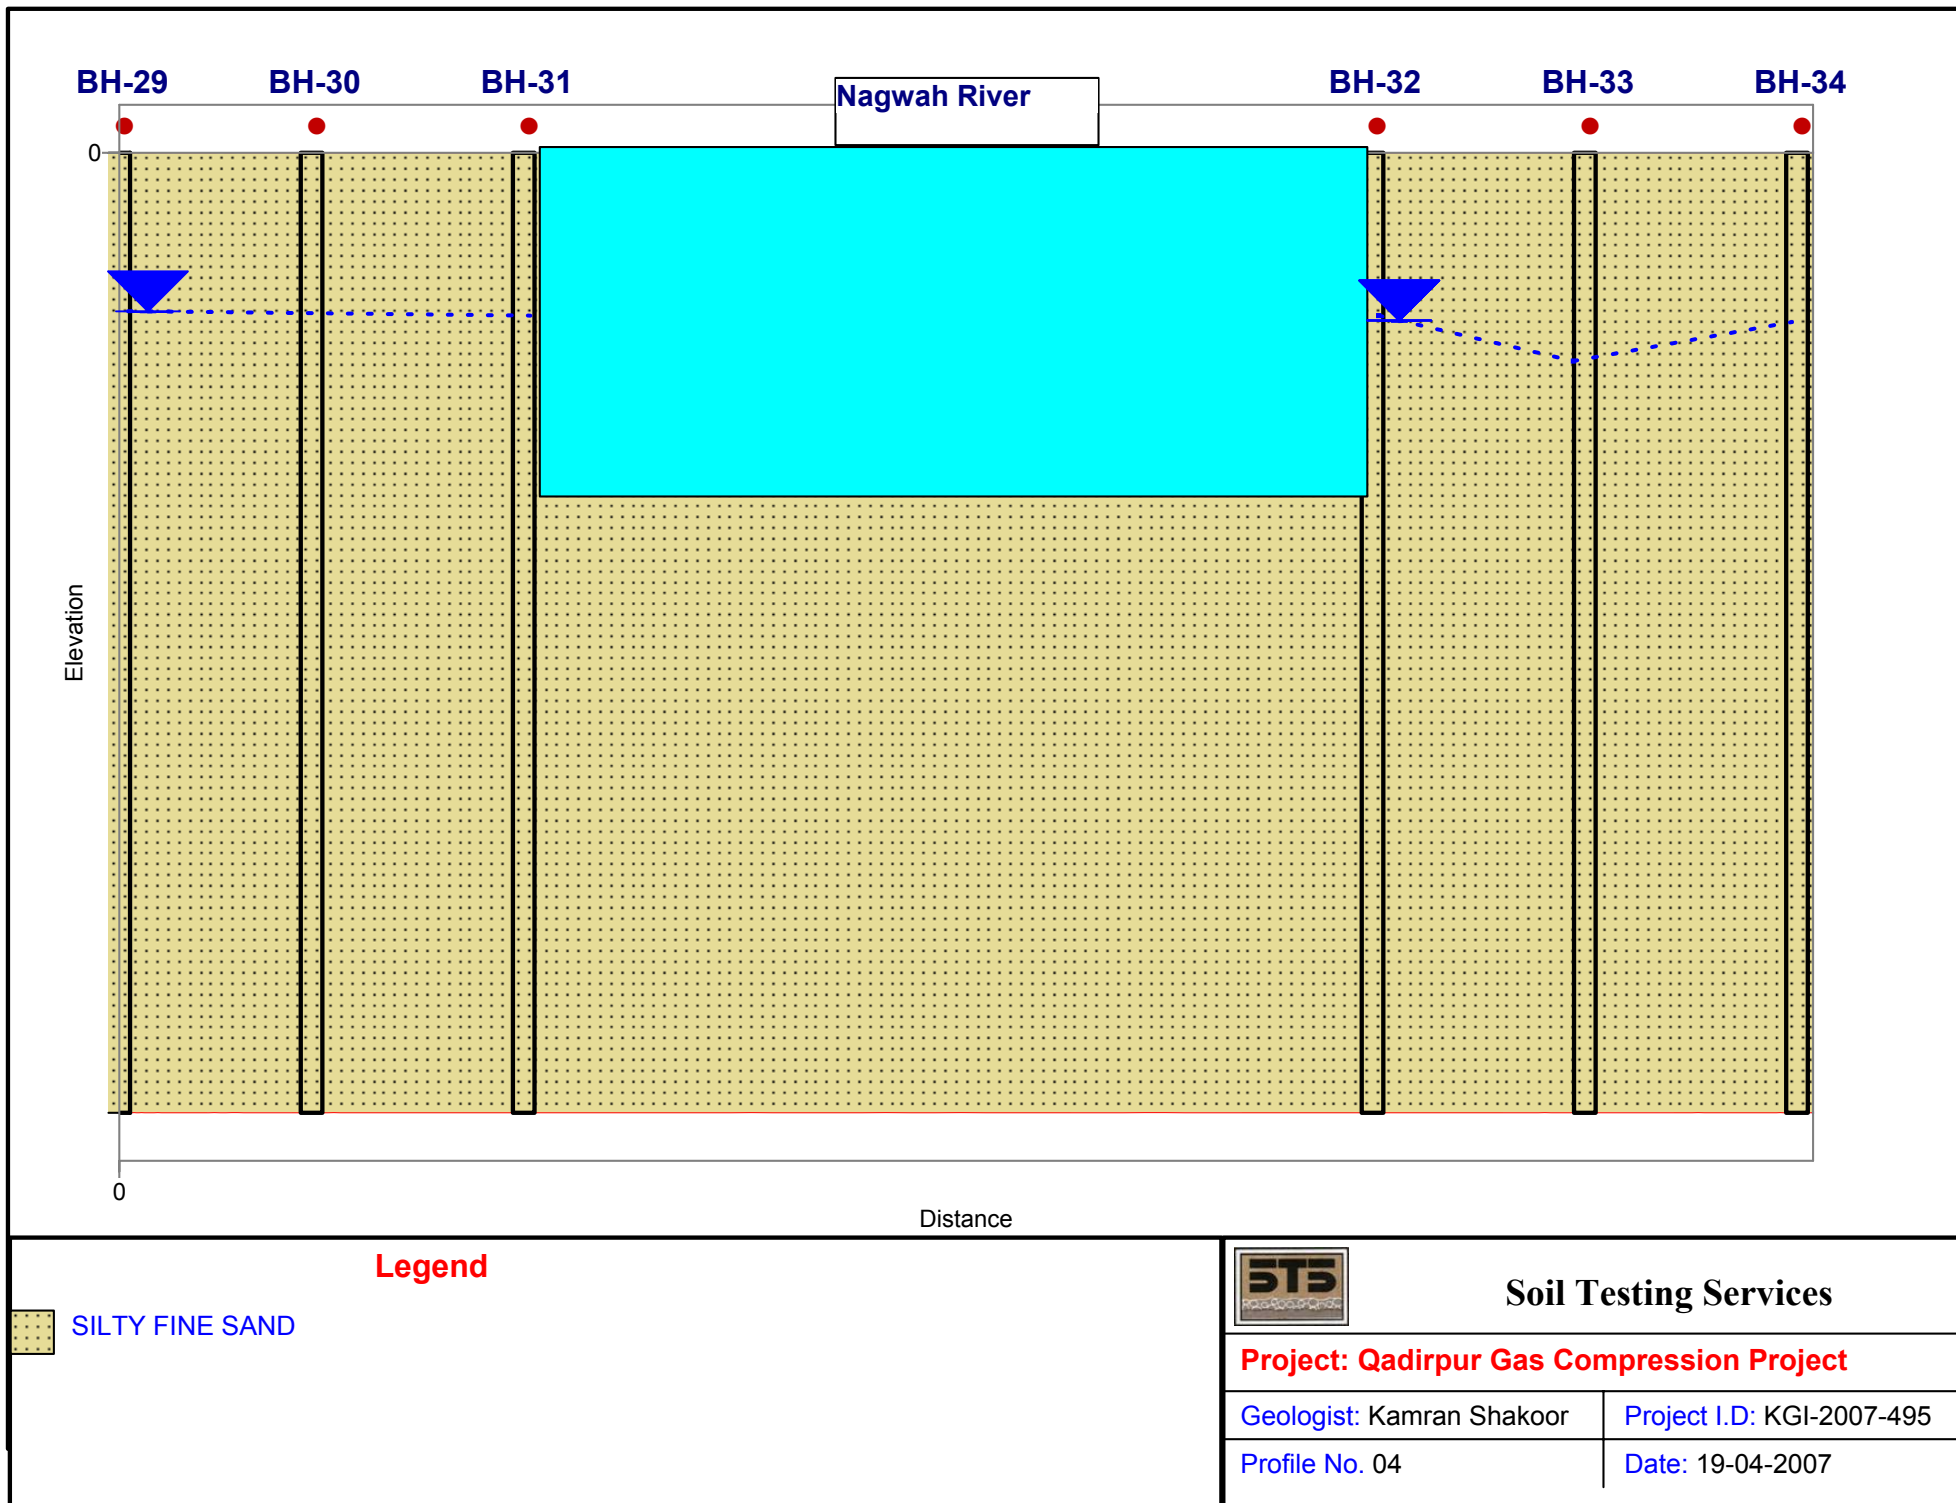 BH-29 BH-30 BH-31 Nagwah River BH-32 BH-33 BH-34
0
Elevation
0
Distance
Legend
SILTY FINE SAND
STS
Soil Testing Services
Project: Qadirpur Gas Compression Project
Geologist: Kamran Shakoor Project I.D: KGI-2007-495
Profile No. 04 Date: 19-04-2007